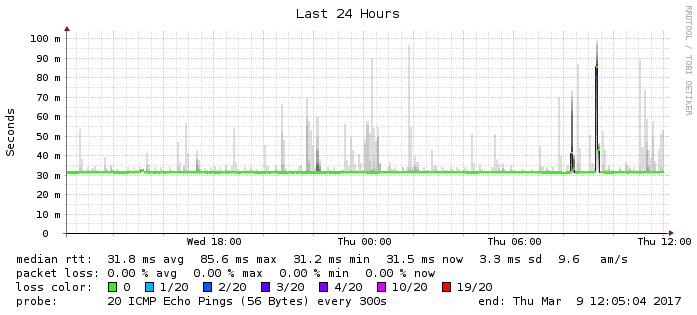 Last 24 Hours
RRDTOOL / TOBI OETIKER
Seconds
100 m
90 m
80 m
70 m
60 m
50 m
40 m
30 m
20 m
10 m
0
Wed 18:00 Thu 00:00 Thu 06:00 Thu 12:00
median rtt: 31.8 ms avg 85.6 ms max 31.2 ms min 31.5 ms now 3.3 ms sd 9.6 am/s
packet loss: 0.00 % avg 0.00 % max 0.00 % min 0.00 % now
loss color: 0 1/20 2/20 3/20 4/20 10/20 19/20
probe: 20 ICMP Echo Pings (56 Bytes) every 300s end: Thu Mar 9 12:05:04 2017